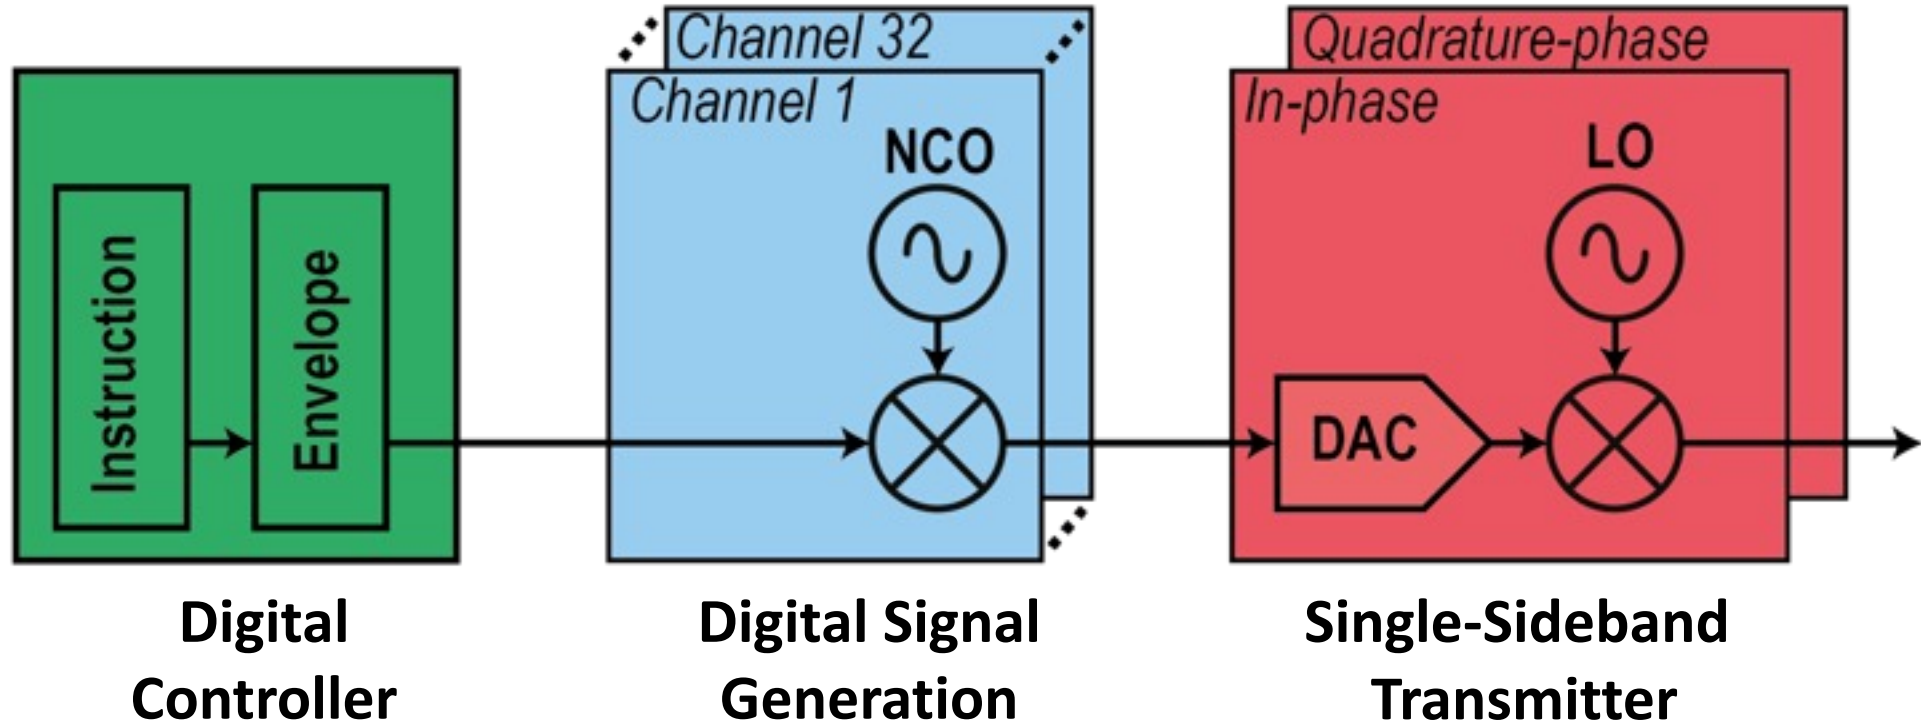 Channel 32
Channel 1
NCO
Quadrature-phase
In-phase
LO
Instruction
Envelope
DAC
Digital
Controller
Digital Signal
Generation
Single-Sideband
Transmitter